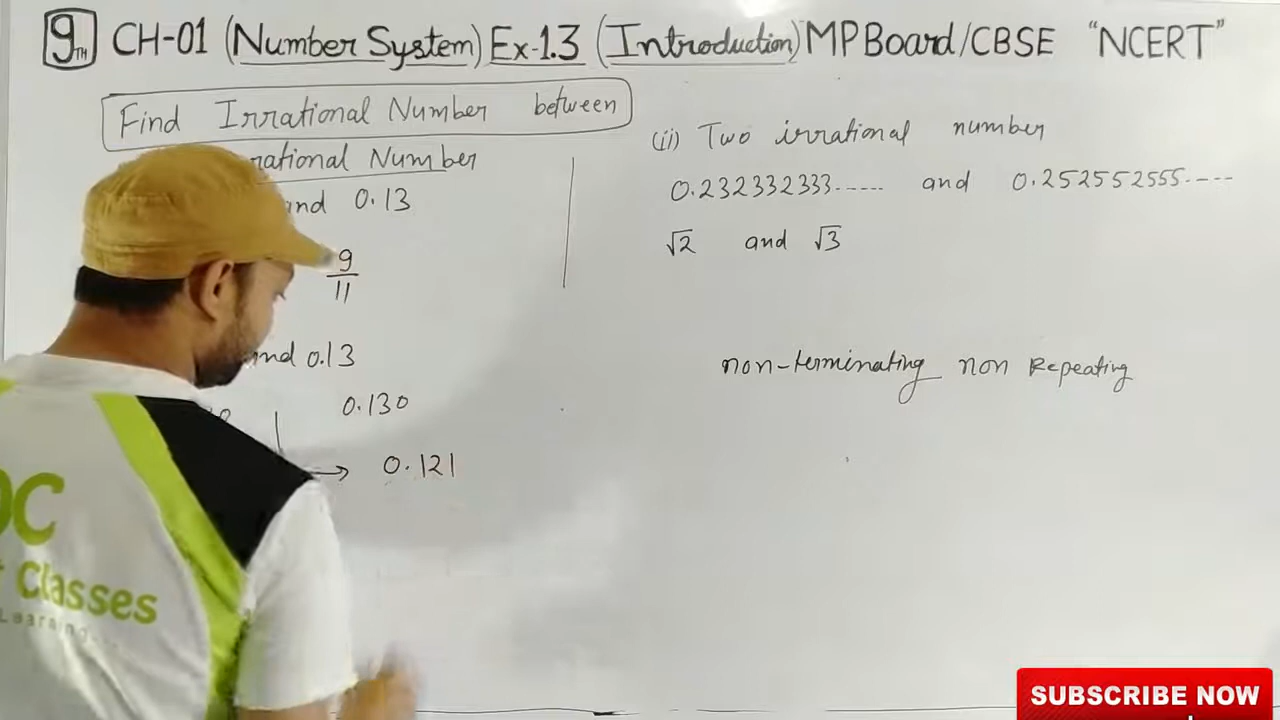 9TH CH-01 (Number System) Ex-1.3 (Introduction) MP Board/CBSE "NCERT"
Find Irrational Number between
rational Number
and 0.13
9
11
and 0.13
0.130
→ 0.121
(ii) Two irrational number
0.232332333...... and 0.252552555.----
√2 and √3
non-terminating non Repeating
Classes
SUBSCRIBE NOW